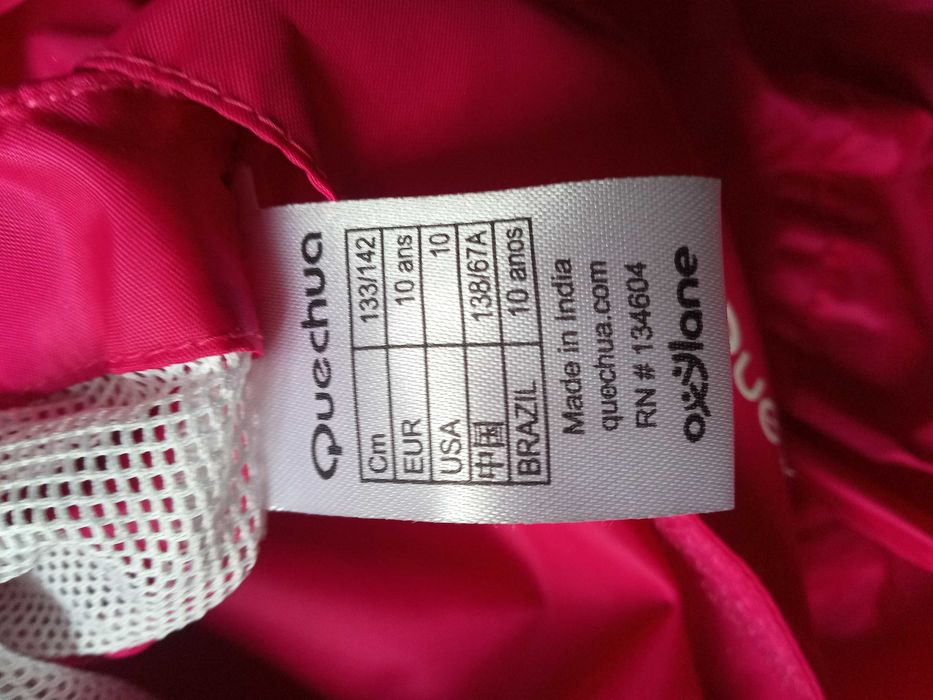 Quechua
Cm 133/142
EUR 10 ans
USA 10
中国 138/67A
BRAZIL 10 anos
Made in India
quechua.com
RN # 134604
oxylane